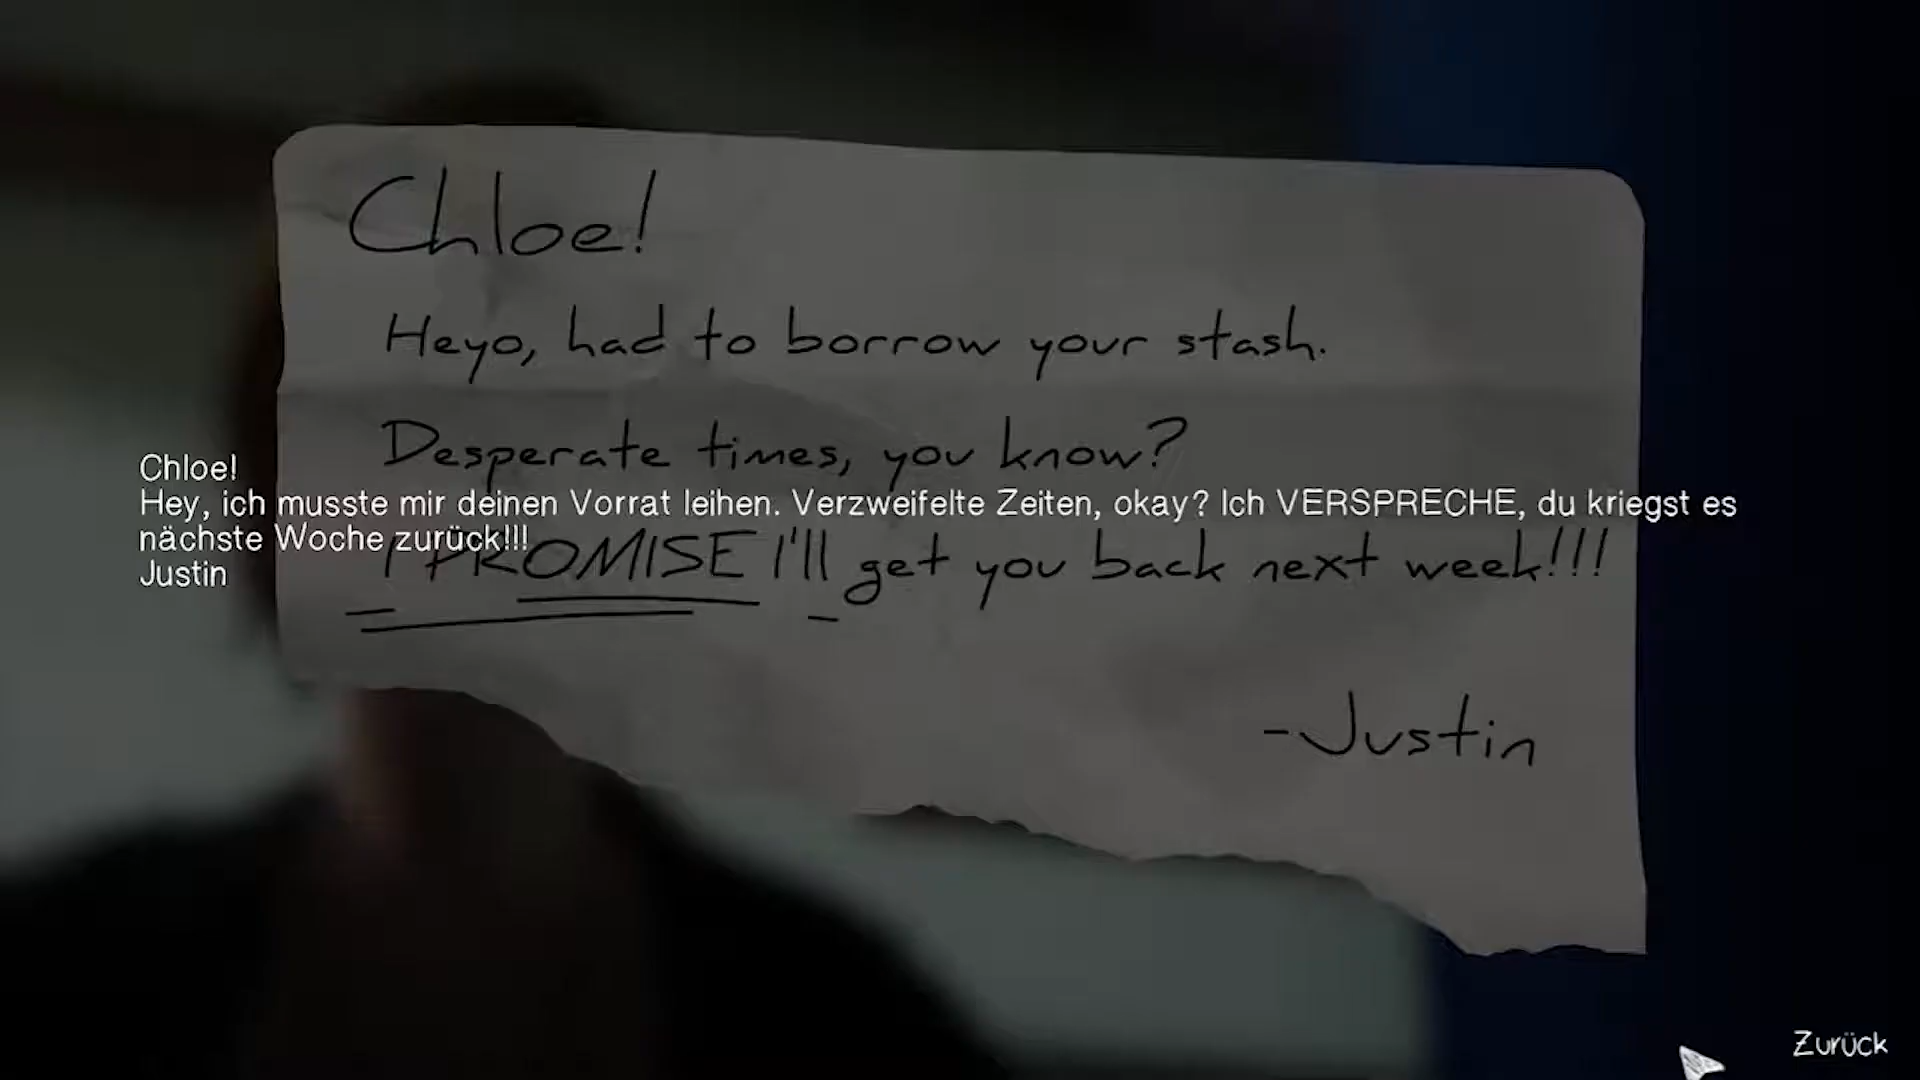 Chloe!
Heyo, had to borrow your stash.
Desperate times, you know?
I PROMISE I'll get you back next week!!!
-Justin
Chloe!
Hey, ich musste mir deinen Vorrat leihen. Verzweifelte Zeiten, okay? Ich VERSPRECHE, du kriegst es
nächste Woche zurück!!!
Justin
Zurück